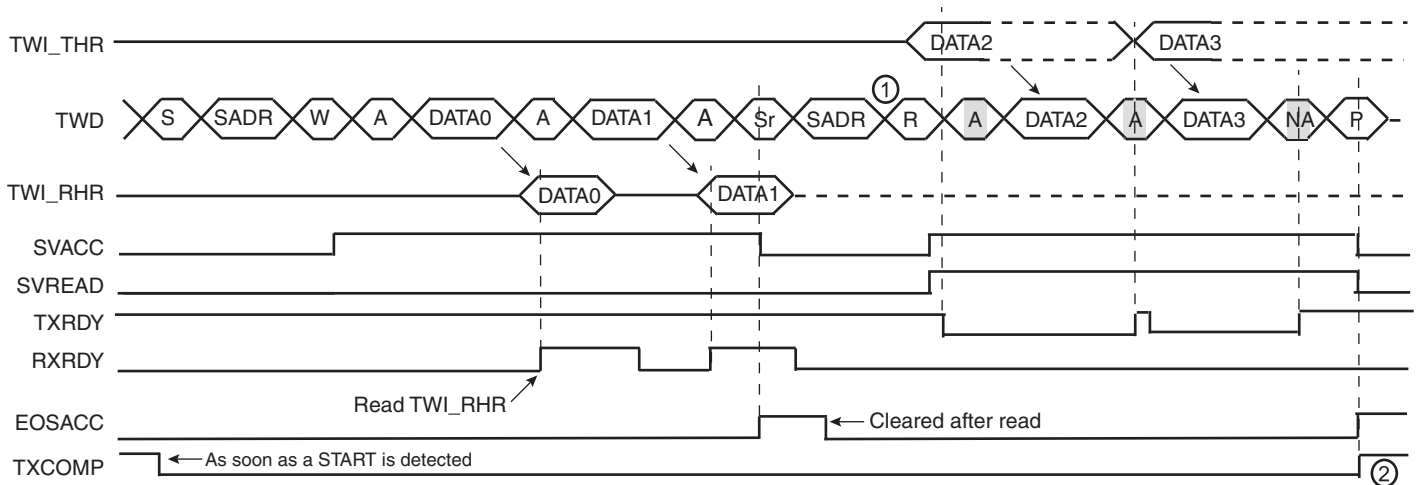 TWI_THR DATA2 DATA3
①
TWD S SADR W A DATA0 A DATA1 A Sr SADR R A DATA2 A DATA3 NA P
TWI_RHR DATA0 DATA1
SVACC
SVREAD
TXRDY
RXRDY
Read TWI_RHR
EOSACC Cleared after read
TXCOMP As soon as a START is detected ②